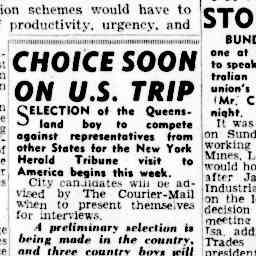 ion schemes would have to
productivity, urgency, and
CHOICE SOON
ON U.S. TRIP
SELECTION of the Queens-
land boy to compete
against representatives from
other States for the New York
Herald Tribune visit to
America begins this week.
City candidates will be ad-
vised by The Courier-Mail
when to present themselves
for interviews.
A preliminary selection is
being made in the country,
and three country boys will
STO
BUND
one at
to speak
tralian
union's
(Mr. C
night.
It was
on Sund
working
Mines, L
would ho
after Ja
Industria
on the l
decision
meeting
Isa, addr
Trades
president